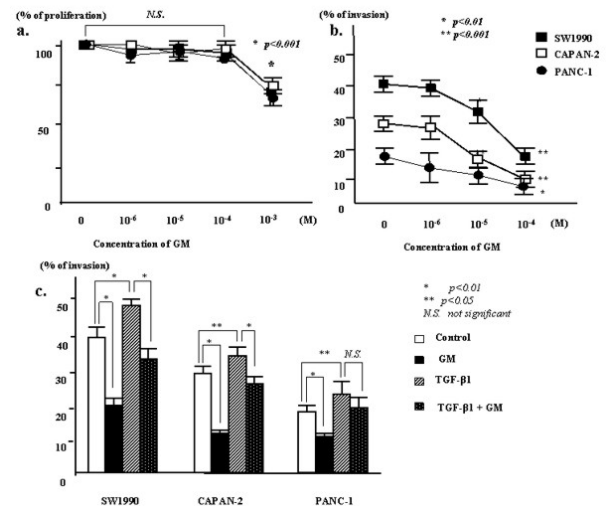 (% of proliferation)
N.S.
a.
* p<0.001
*
100
50
0
0 10-6 10-5 10-4 10-3 (M)
Concentration of GM
(% of invasion)
b.
* p<0.01
** p<0.001
SW1990
CAPAN-2
PANC-1
50
40
30
20
10
0
**
**
*
0 10-6 10-5 10-4 (M)
Concentration of GM
(% of invasion)
c.
50
40
30
20
10
0
* *
*
** *
*
** N.S.
*
* p<0.01
** p<0.05
N.S. not significant
Control
GM
TGF-β1
TGF-β1 + GM
SW1990 CAPAN-2 PANC-1